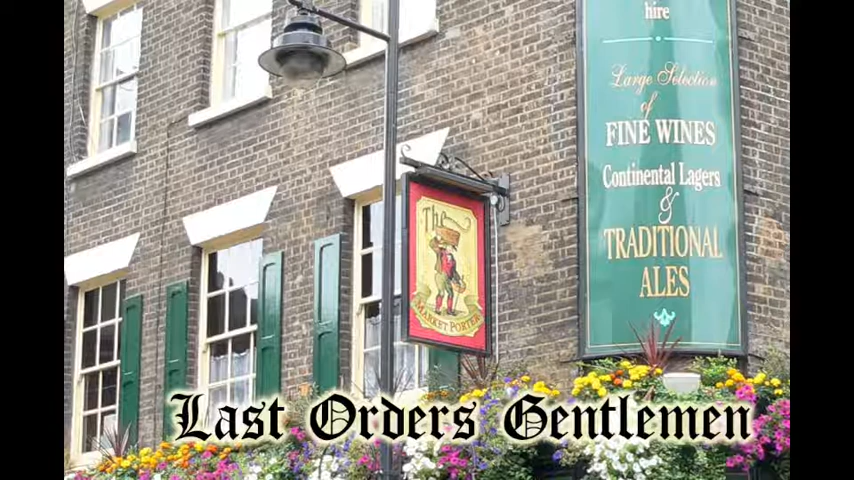 hire
Large Selection
of
FINE WINES
Continental Lagers
&
TRADITIONAL
ALES
The
MARKET PORTER
Last Orders Gentlemen